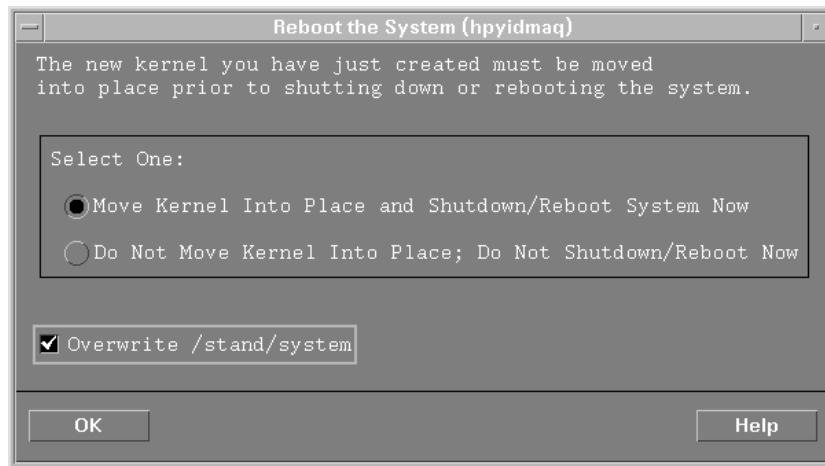 Reboot the System (hpyidmaq)
The new kernel you have just created must be moved
into place prior to shutting down or rebooting the system.
Select One:
Move Kernel Into Place and Shutdown/Reboot System Now
Do Not Move Kernel Into Place; Do Not Shutdown/Reboot Now
Overwrite /stand/system
OK
Help